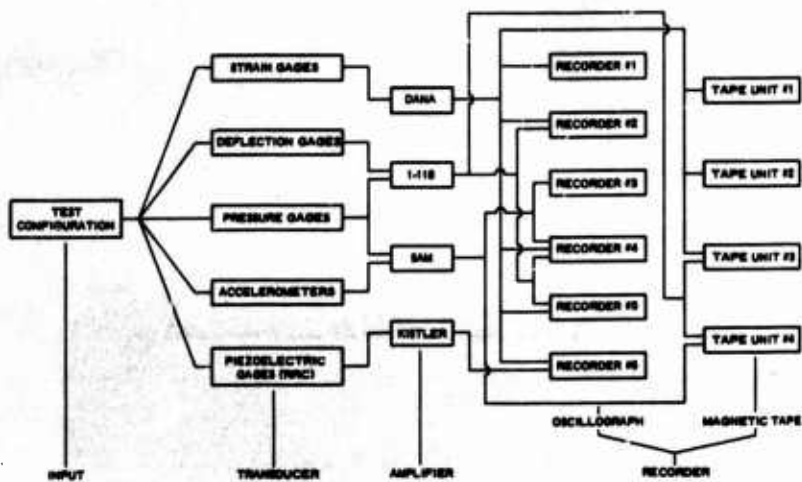 STRAIN GAGES
DEFLECTION GAGES
PRESSURE GAGES
ACCELEROMETERS
PIEZOELECTRIC
GAGES (RRC)
TEST
CONFIGURATION
DANA
1-118
SAM
KISTLER
RECORDER #1
RECORDER #2
RECORDER #3
RECORDER #4
RECORDER #5
RECORDER #6
TAPE UNIT #1
TAPE UNIT #2
TAPE UNIT #3
TAPE UNIT #4
OSCILLOGRAPH
MAGNETIC TAPE
INPUT
TRANSDUCER
AMPLIFIER
RECORDER